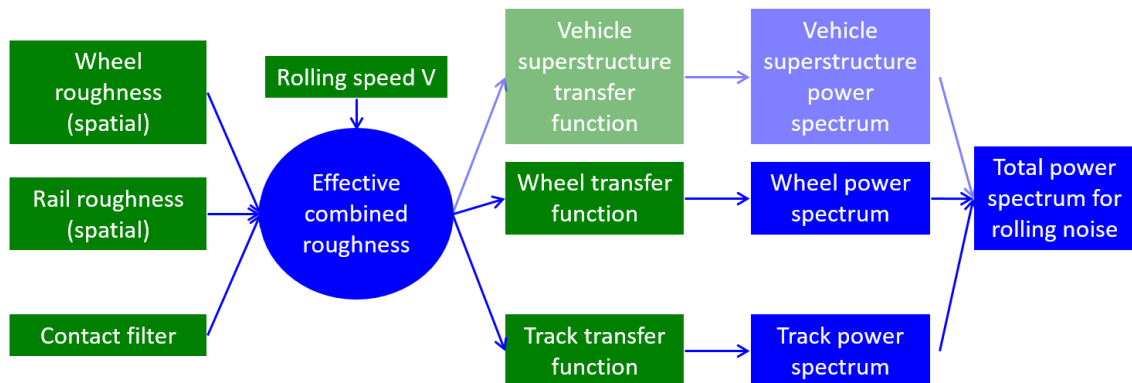 Wheel
roughness
(spatial)
Rail roughness
(spatial)
Contact filter
Rolling speed V
Effective
combined
roughness
Vehicle
superstructure
transfer
function
Wheel transfer
function
Track transfer
function
Vehicle
superstructure
power
spectrum
Wheel power
spectrum
Track power
spectrum
Total power
spectrum for
rolling noise